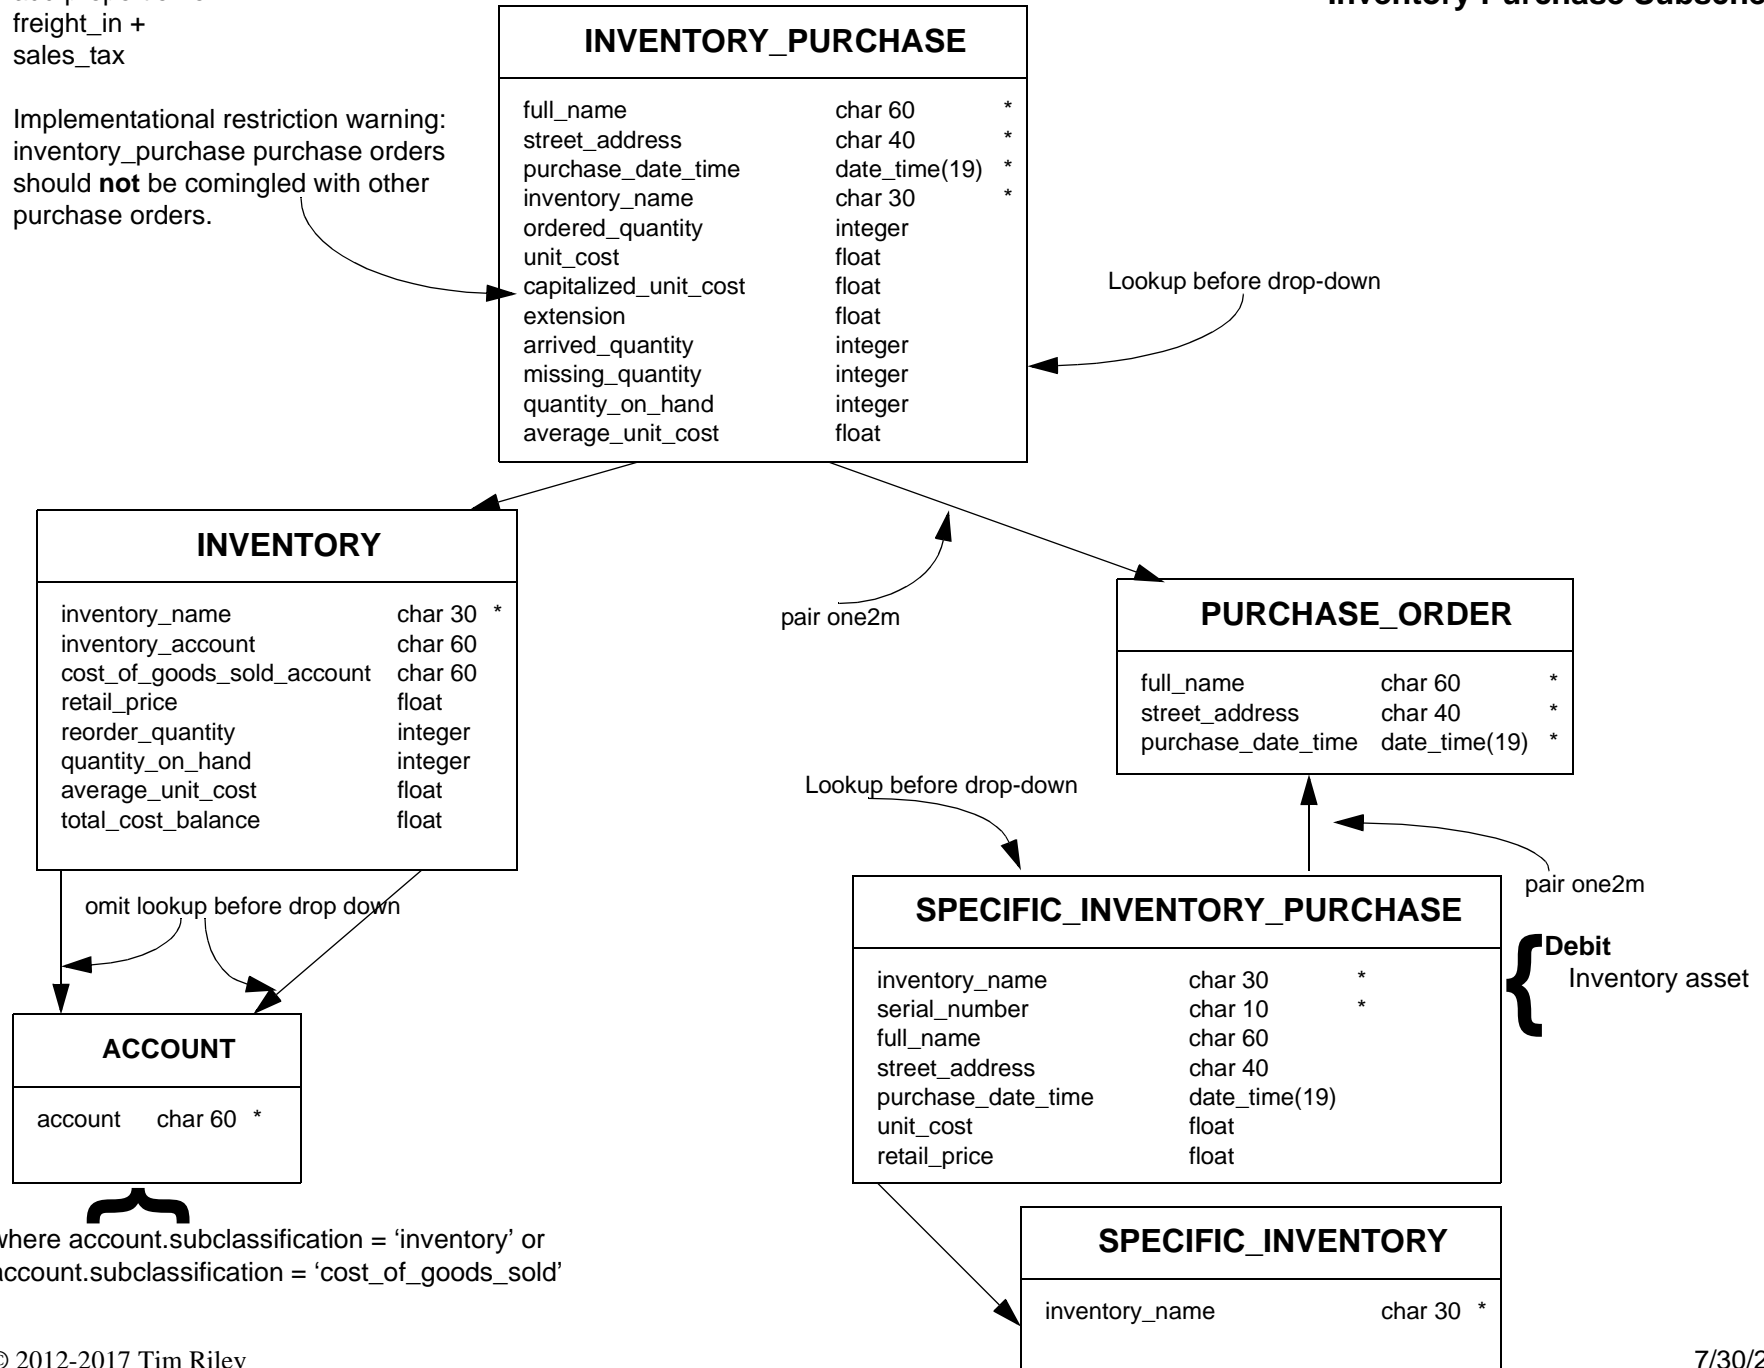 freight_in +
sales_tax
Implementational restriction warning:
inventory_purchase purchase orders
should not be comingled with other
purchase orders.
INVENTORY_PURCHASE
full_name char 60 *
street_address char 40 *
purchase_date_time date_time(19) *
inventory_name char 30 *
ordered_quantity integer
unit_cost float
capitalized_unit_cost float
extension float
arrived_quantity integer
missing_quantity integer
quantity_on_hand integer
average_unit_cost float
Lookup before drop-down
INVENTORY
inventory_name char 30 *
inventory_account char 60
cost_of_goods_sold_account char 60
retail_price float
reorder_quantity integer
quantity_on_hand integer
average_unit_cost float
total_cost_balance float
pair one2m
PURCHASE_ORDER
full_name char 60 *
street_address char 40 *
purchase_date_time date_time(19) *
Lookup before drop-down
pair one2m
omit lookup before drop down
SPECIFIC_INVENTORY_PURCHASE
inventory_name char 30 *
serial_number char 10 *
full_name char 60
street_address char 40
purchase_date_time date_time(19)
unit_cost float
retail_price float
{ Debit
Inventory asset
ACCOUNT
account char 60 *
where account.subclassification = ‘inventory’ or
account.subclassification = ‘cost_of_goods_sold’
SPECIFIC_INVENTORY
inventory_name char 30 *
© 2012-2017 Tim Riley
7/30/2